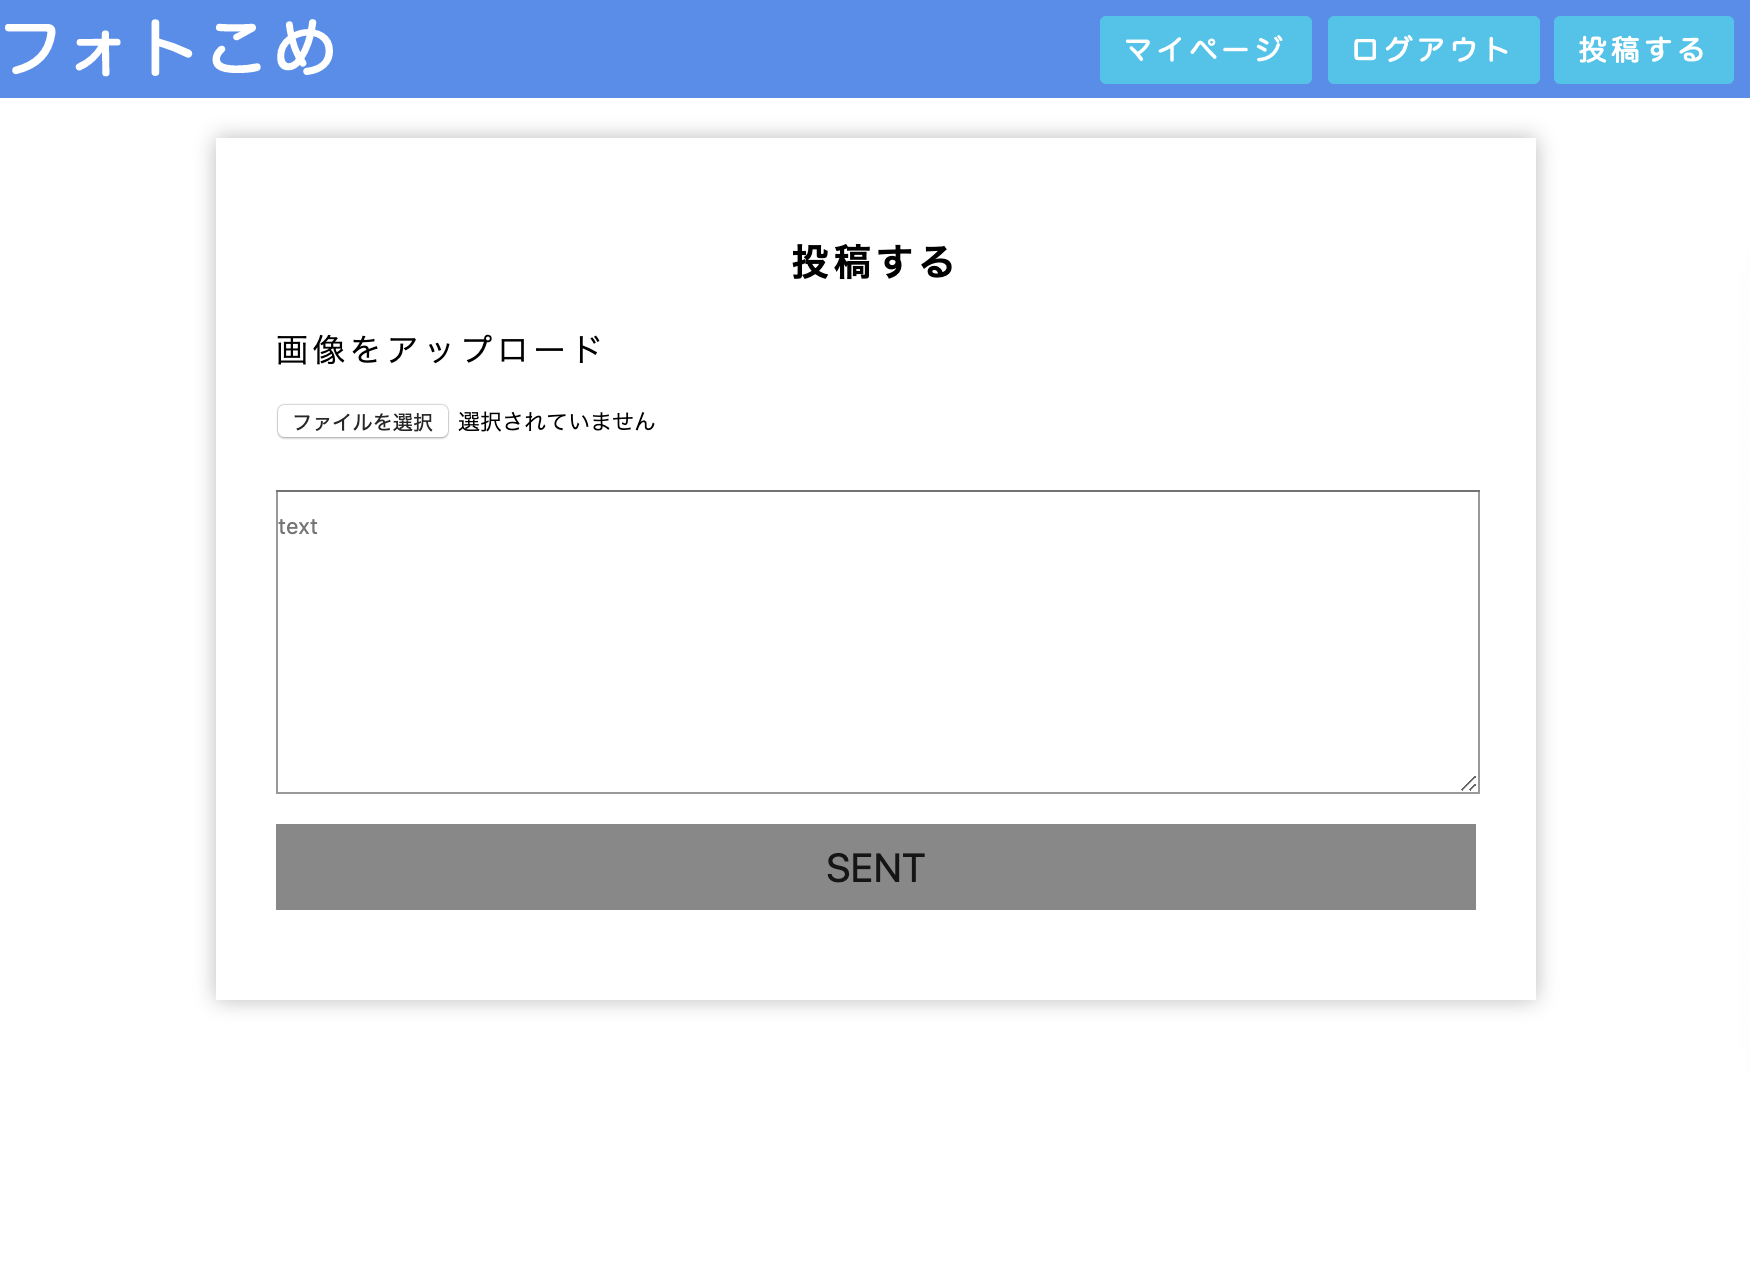 フォトこめ
マイページ
ログアウト
投稿する
投稿する
画像をアップロード
ファイルを選択 選択されていません
text
SENT